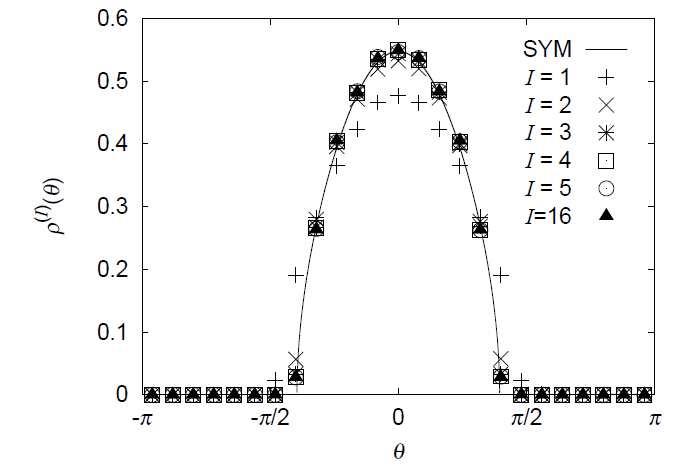 0.6
0.5
0.4
0.3
0.2
0.1
0
ρ(I)(θ)
SYM
I = 1
I = 2
I = 3
I = 4
I = 5
I=16
-π -π/2 0 π/2 π
θ